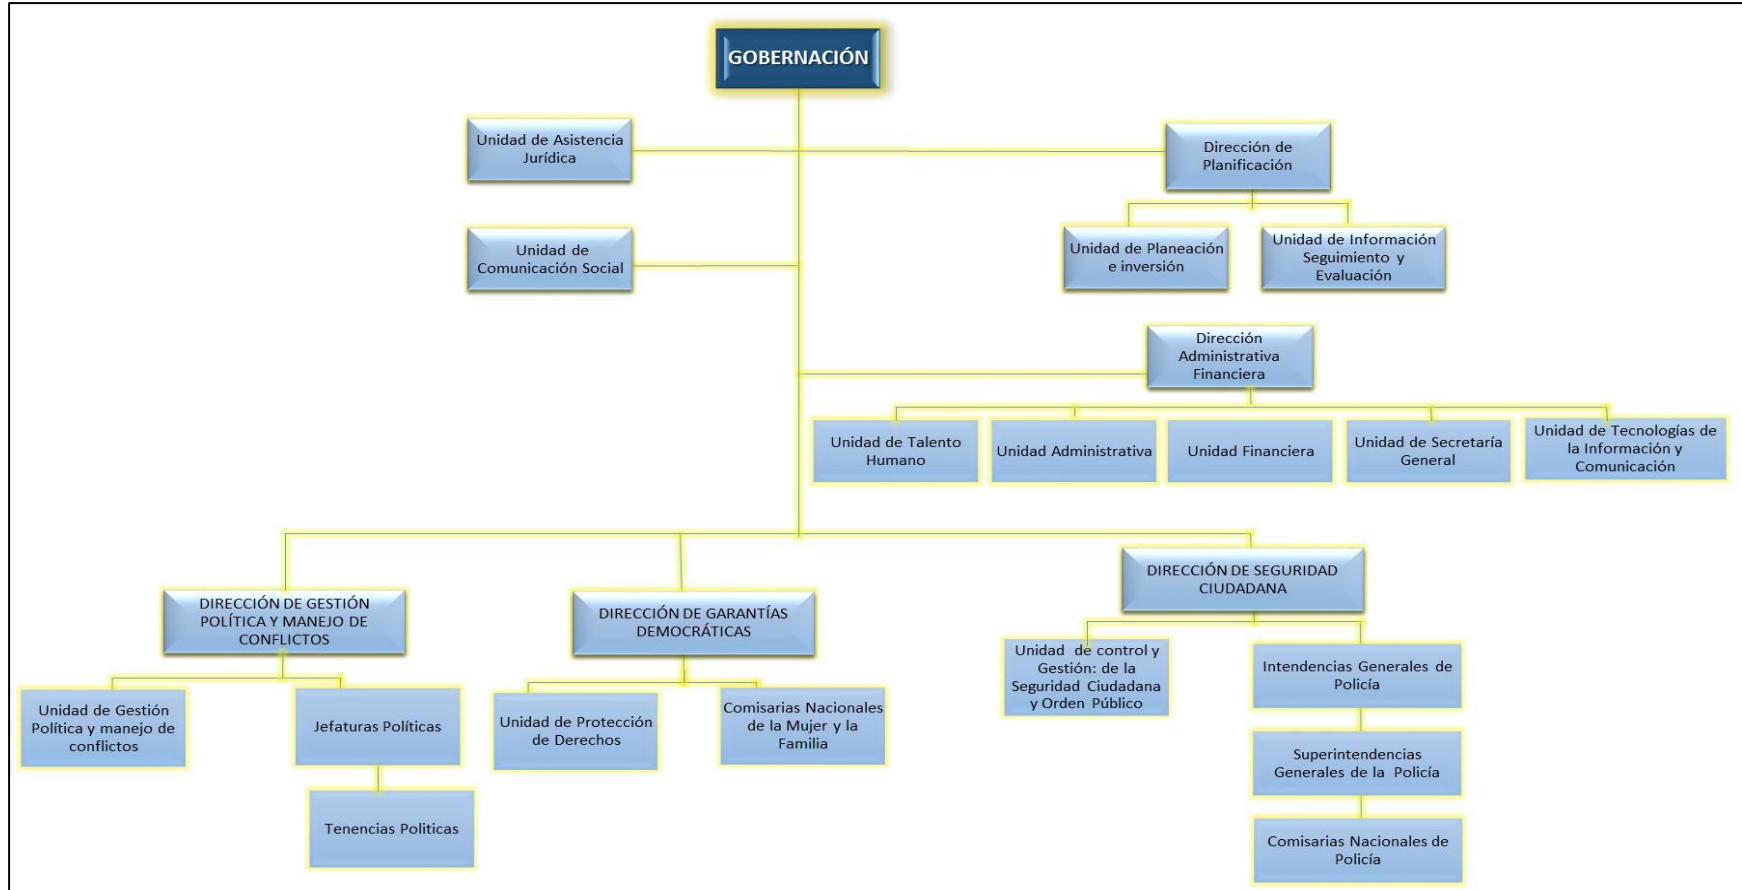 GOBERNACIÓN
Unidad de Asistencia
Jurídica
Dirección de
Planificación
Unidad de
Comunicación Social
Unidad de Planeación
e inversión
Unidad de Información
Seguimiento y
Evaluación
Dirección
Administrativa
Financiera
Unidad de Talento
Humano
Unidad Administrativa
Unidad Financiera
Unidad de Secretaría
General
Unidad de Tecnologías de
la Información y
Comunicación
DIRECCIÓN DE GESTIÓN
POLÍTICA Y MANEJO DE
CONFLICTOS
DIRECCIÓN DE GARANTÍAS
DEMOCRÁTICAS
DIRECCIÓN DE SEGURIDAD
CIUDADANA
Unidad de Gestión
Política y manejo de
conflictos
Jefaturas Políticas
Tenencias Politicas
Unidad de Protección
de Derechos
Comisarias Nacionales
de la Mujer y la
Familia
Unidad de control y
Gestión: de la
Seguridad Ciudadana
y Orden Público
Intendencias Generales de
Policía
Superintendencias
Generales de la Policía
Comisarias Nacionales de
Policía